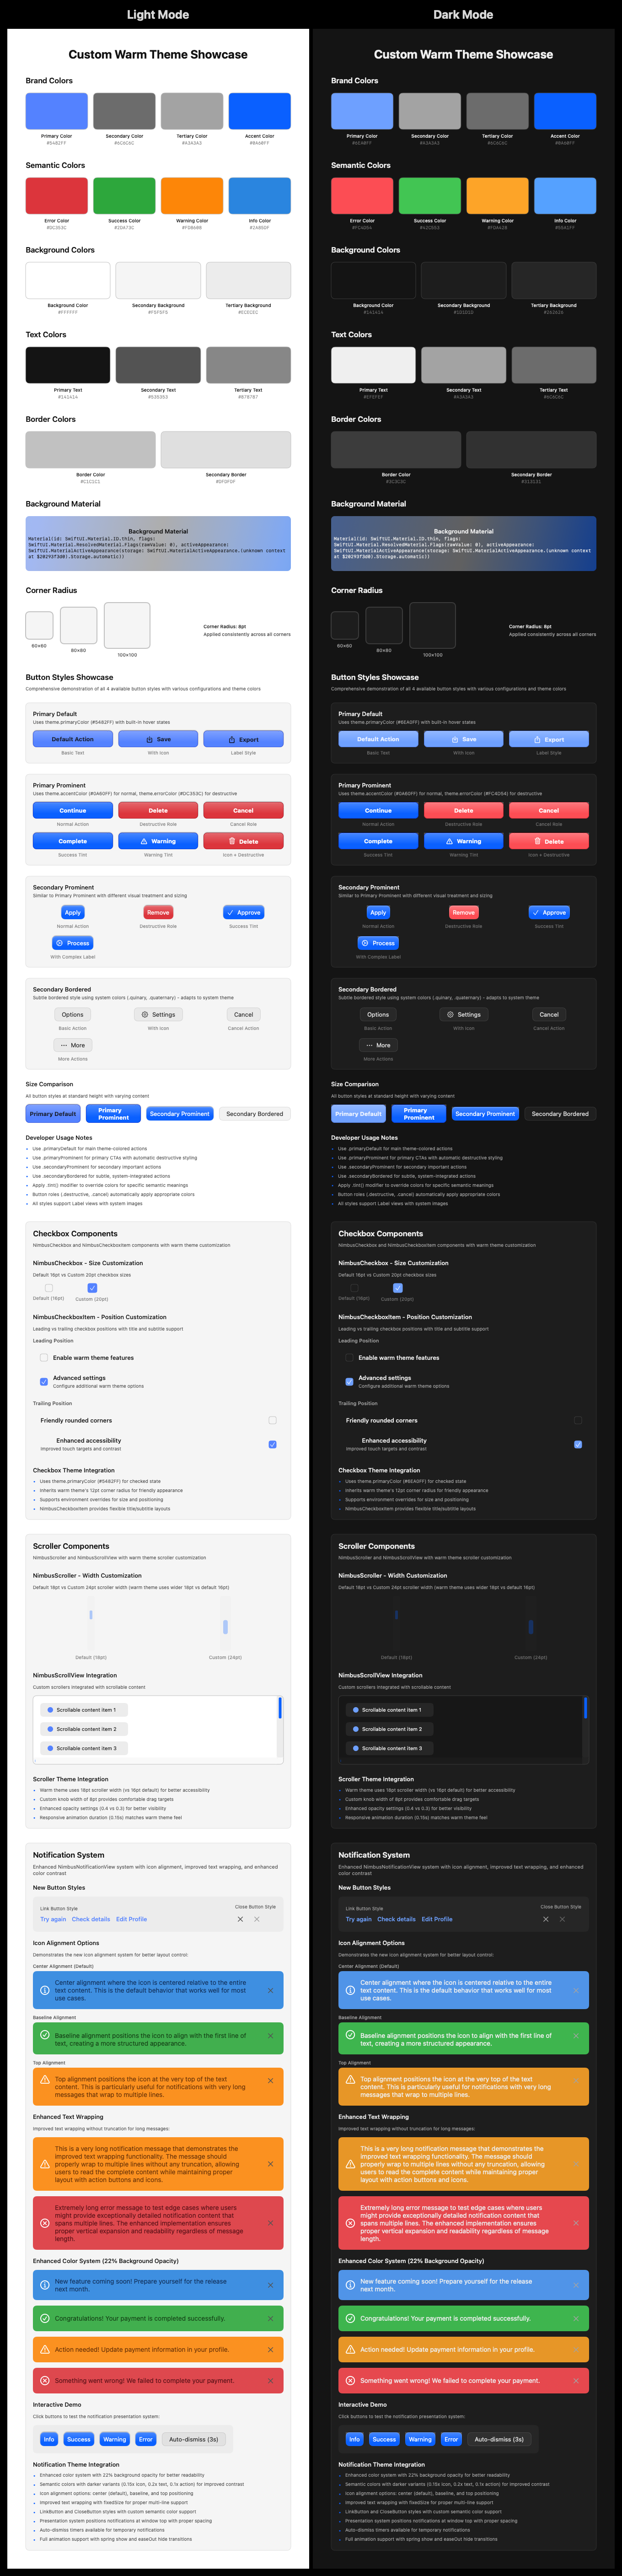 Light Mode
Custom Warm Theme Showcase
Brand Colors
Primary Color
Secondary Color
Tertiary Color
Accent Color
Semantic Colors
Error Color
Success Color
Warning Color
Info Color
Background Colors
Background Color
Secondary Background
Tertiary Background
#FFFFFF
#F5F5F5
#ECECEC
Text Colors
Primary Text
Secondary Text
Tertiary Text
#141414
#878787
Border Colors
Border Color
Secondary Border
#C1C1C1
#DFDFDF
Background Material
Background Material
Material(id: SwiftUI.Material.ID.thin, flags:
SwiftUI.Material.ResolvedMaterial.Flags(rawValue: 0), activeAppearance:
SwiftUI.MaterialActiveAppearance(storage: SwiftUI.MaterialActiveAppearance.(unknown context
Corner Radius
60×60
80×80
100×100
Corner Radius: 8pt
Applied consistently across all corners
Button Styles Showcase
Comprehensive demonstration of all 4 available button styles with various configurations and theme colors
Primary Default
Uses theme.primaryColor (#5482FF) with built-in hover states
Default Action
Save
Export
Basic Text
With Icon
Label Style
Primary Prominent
Uses theme.accentColor (#0A60FF) for normal, theme.errorColor (#DC353C) for destructive
Continue
Delete
Cancel
Normal Action
Destructive Role
Cancel Role
Complete
Warning
Delete
Success Tint
Warning Tint
Icon + Destructive
Secondary Prominent
Similar to Primary Prominent with different visual treatment and sizing
Apply
Remove
Approve
Normal Action
Destructive Role
Success Tint
Process
With Complex Label
Secondary Bordered
Subtle bordered style using system colors (.quinary, .quaternary) - adapts to system theme
Options
Settings
Cancel
Basic Action
With Icon
Cancel Action
More
More Actions
Size Comparison
All button styles at standard height with varying content
Primary Default
Primary
Prominent
Secondary Prominent
Secondary Bordered
Developer Usage Notes
• Use .primaryDefault for main theme-colored actions
• Use .primaryProminent for primary CTAs with automatic destructive styling
• Use .secondaryProminent for secondary important actions
• Use .secondaryBordered for subtle, system-integrated actions
• Apply .tint() modifier to override colors for specific semantic meanings
• Button roles (.destructive, .cancel) automatically apply appropriate colors
• All styles support Label views with system images
Checkbox Components
NimbusCheckbox and NimbusCheckboxItem components with warm theme customization
NimbusCheckbox - Size Customization
Default 16pt vs Custom 20pt checkbox sizes
Default (16pt)
Custom (20pt)
NimbusCheckboxItem - Position Customization
Leading vs trailing checkbox positions with title and subtitle support
Leading Position
Enable warm theme features
Advanced settings
Configure additional warm theme options
Trailing Position
Friendly rounded corners
Enhanced accessibility
Improved touch targets and contrast
Checkbox Theme Integration
• Uses theme.primaryColor (#5482FF) for checked state
• Inherits warm theme's 12pt corner radius for friendly appearance
• Supports environment overrides for size and positioning
• NimbusCheckboxItem provides flexible title/subtitle layouts
Scroller Components
NimbusScroller and NimbusScrollView with warm theme scroller customization
NimbusScroller - Width Customization
Default 18pt vs Custom 24pt scroller width (warm theme uses wider 18pt vs default 16pt)
Default (18pt)
Custom (24pt)
NimbusScrollView Integration
Custom scrollers integrated with scrollable content
Scrollable content item 1
Scrollable content item 2
Scrollable content item 3
Scroller Theme Integration
• Warm theme uses 18pt scroller width (vs 16pt default) for better accessibility
• Custom knob width of 8pt provides comfortable drag targets
• Enhanced opacity settings (0.4 vs 0.3) for better visibility
• Responsive animation duration (0.15s) matches warm theme feel
Notification System
Enhanced NimbusNotificationView system with icon alignment, improved text wrapping, and enhanced
color contrast
New Button Styles
Link Button Style
Close Button Style
Try again
Check details
Edit Profile
Icon Alignment Options
Demonstrates the new icon alignment system for better layout control:
Center Alignment (Default)
Center alignment where the icon is centered relative to the entire
text content. This is the default behavior that works well for most
use cases.
Baseline Alignment
Baseline alignment positions the icon to align with the first line of
text, creating a more structured appearance.
Top Alignment
Top alignment positions the icon at the very top of the text
content. This is particularly useful for notifications with very long
messages that wrap to multiple lines.
Enhanced Text Wrapping
Improved text wrapping without truncation for long messages:
This is a very long notification message that demonstrates the
improved text wrapping functionality. The message should
properly wrap to multiple lines without any truncation, allowing
users to read the complete content while maintaining proper
layout with action buttons and icons.
Extremely long error message to test edge cases where users
might provide exceptionally detailed notification content that
spans multiple lines. The enhanced implementation ensures
proper vertical expansion and readability regardless of message
length.
Enhanced Color System (22% Background Opacity)
New feature coming soon! Prepare yourself for the release
next month.
Congratulations! Your payment is completed successfully.
Action needed! Update payment information in your profile.
Something went wrong! We failed to complete your payment.
Interactive Demo
Click buttons to test the notification presentation system:
Info
Success
Warning
Error
Auto-dismiss (3s)
Notification Theme Integration
• Enhanced color system with 22% background opacity for better readability
• Semantic colors with darker variants (0.15x icon, 0.2x text, 0.1x action) for improved contrast
• Icon alignment options: center (default), baseline, and top positioning
• Improved text wrapping with fixedSize for proper multi-line support
• LinkButton and CloseButton styles with custom semantic color support
• Presentation system positions notifications at window top with proper spacing
• Auto-dismiss timers available for temporary notifications
• Full animation support with spring show and easeOut hide transitions
Dark Mode
Custom Warm Theme Showcase
Brand Colors
Primary Color
Secondary Color
Tertiary Color
Accent Color
Semantic Colors
Error Color
Success Color
Warning Color
Info Color
Background Colors
Background Color
Secondary Background
Tertiary Background
Text Colors
Primary Text
Secondary Text
Tertiary Text
Border Colors
Border Color
Secondary Border
Background Material
Background Material
Material(id: SwiftUI.Material.ID.thin, flags:
SwiftUI.Material.ResolvedMaterial.Flags(rawValue: 0), activeAppearance:
SwiftUI.MaterialActiveAppearance(storage: SwiftUI.MaterialActiveAppearance.(unknown context
Corner Radius
60×60
80×80
100×100
Corner Radius: 8pt
Applied consistently across all corners
Button Styles Showcase
Comprehensive demonstration of all 4 available button styles with various configurations and theme colors
Primary Default
Uses theme.primaryColor (#6EA0FF) with built-in hover states
Default Action
Save
Export
Basic Text
With Icon
Label Style
Primary Prominent
Uses theme.accentColor (#0A60FF) for normal, theme.errorColor (#FC4D54) for destructive
Continue
Delete
Cancel
Normal Action
Destructive Role
Cancel Role
Complete
Warning
Delete
Success Tint
Warning Tint
Icon + Destructive
Secondary Prominent
Similar to Primary Prominent with different visual treatment and sizing
Apply
Remove
Approve
Normal Action
Destructive Role
Success Tint
Process
With Complex Label
Secondary Bordered
Subtle bordered style using system colors (.quinary, .quaternary) - adapts to system theme
Options
Settings
Cancel
Basic Action
With Icon
Cancel Action
More
More Actions
Size Comparison
All button styles at standard height with varying content
Primary Default
Primary
Prominent
Secondary Prominent
Secondary Bordered
Developer Usage Notes
• Use .primaryDefault for main theme-colored actions
• Use .primaryProminent for primary CTAs with automatic destructive styling
• Use .secondaryProminent for secondary important actions
• Use .secondaryBordered for subtle, system-integrated actions
• Apply .tint() modifier to override colors for specific semantic meanings
• Button roles (.destructive, .cancel) automatically apply appropriate colors
• All styles support Label views with system images
Checkbox Components
NimbusCheckbox and NimbusCheckboxItem components with warm theme customization
NimbusCheckbox - Size Customization
Default 16pt vs Custom 20pt checkbox sizes
Default (16pt)
Custom (20pt)
NimbusCheckboxItem - Position Customization
Leading vs trailing checkbox positions with title and subtitle support
Leading Position
Enable warm theme features
Advanced settings
Configure additional warm theme options
Trailing Position
Friendly rounded corners
Enhanced accessibility
Improved touch targets and contrast
Checkbox Theme Integration
• Uses theme.primaryColor (#6EA0FF) for checked state
• Inherits warm theme's 12pt corner radius for friendly appearance
• Supports environment overrides for size and positioning
• NimbusCheckboxItem provides flexible title/subtitle layouts
Scroller Components
NimbusScroller and NimbusScrollView with warm theme scroller customization
NimbusScroller - Width Customization
Default 18pt vs Custom 24pt scroller width (warm theme uses wider 18pt vs default 16pt)
Default (18pt)
Custom (24pt)
NimbusScrollView Integration
Custom scrollers integrated with scrollable content
Scrollable content item 1
Scrollable content item 2
Scrollable content item 3
Scroller Theme Integration
• Warm theme uses 18pt scroller width (vs 16pt default) for better accessibility
• Custom knob width of 8pt provides comfortable drag targets
• Enhanced opacity settings (0.4 vs 0.3) for better visibility
• Responsive animation duration (0.15s) matches warm theme feel
Notification System
Enhanced NimbusNotificationView system with icon alignment, improved text wrapping, and enhanced
color contrast
New Button Styles
Link Button Style
Close Button Style
Try again
Check details
Edit Profile
Icon Alignment Options
Demonstrates the new icon alignment system for better layout control:
Center Alignment (Default)
Center alignment where the icon is centered relative to the entire
text content. This is the default behavior that works well for most
use cases.
Baseline Alignment
Baseline alignment positions the icon to align with the first line of
text, creating a more structured appearance.
Top Alignment
Top alignment positions the icon at the very top of the text
content. This is particularly useful for notifications with very long
messages that wrap to multiple lines.
Enhanced Text Wrapping
Improved text wrapping without truncation for long messages:
This is a very long notification message that demonstrates the
improved text wrapping functionality. The message should
properly wrap to multiple lines without any truncation, allowing
users to read the complete content while maintaining proper
layout with action buttons and icons.
Extremely long error message to test edge cases where users
might provide exceptionally detailed notification content that
spans multiple lines. The enhanced implementation ensures
proper vertical expansion and readability regardless of message
length.
Enhanced Color System (22% Background Opacity)
New feature coming soon! Prepare yourself for the release
next month.
Congratulations! Your payment is completed successfully.
Action needed! Update payment information in your profile.
Something went wrong! We failed to complete your payment.
Interactive Demo
Click buttons to test the notification presentation system:
Info
Success
Warning
Error
Auto-dismiss (3s)
Notification Theme Integration
• Enhanced color system with 22% background opacity for better readability
• Semantic colors with darker variants (0.15x icon, 0.2x text, 0.1x action) for improved contrast
• Icon alignment options: center (default), baseline, and top positioning
• Improved text wrapping with fixedSize for proper multi-line support
• LinkButton and CloseButton styles with custom semantic color support
• Presentation system positions notifications at window top with proper spacing
• Auto-dismiss timers available for temporary notifications
• Full animation support with spring show and easeOut hide transitions